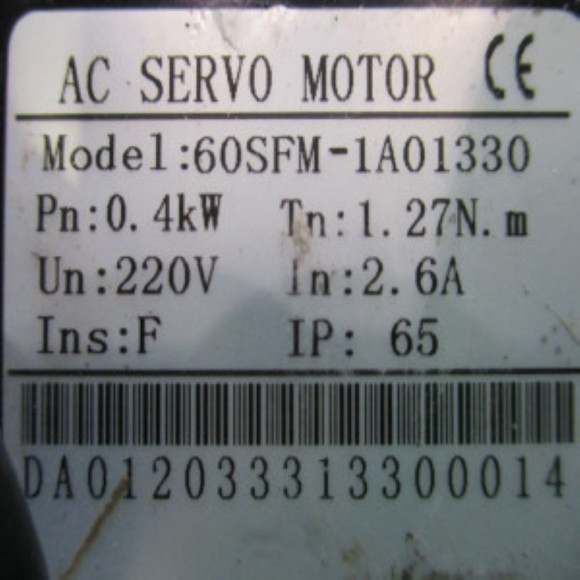 AC SERVO MOTOR CE
Model:60SFM-1A01330
Pn:0.4kW Tn:1.27N.m
Un:220V In:2.6A
Ins:F IP: 65
DA012033313300014